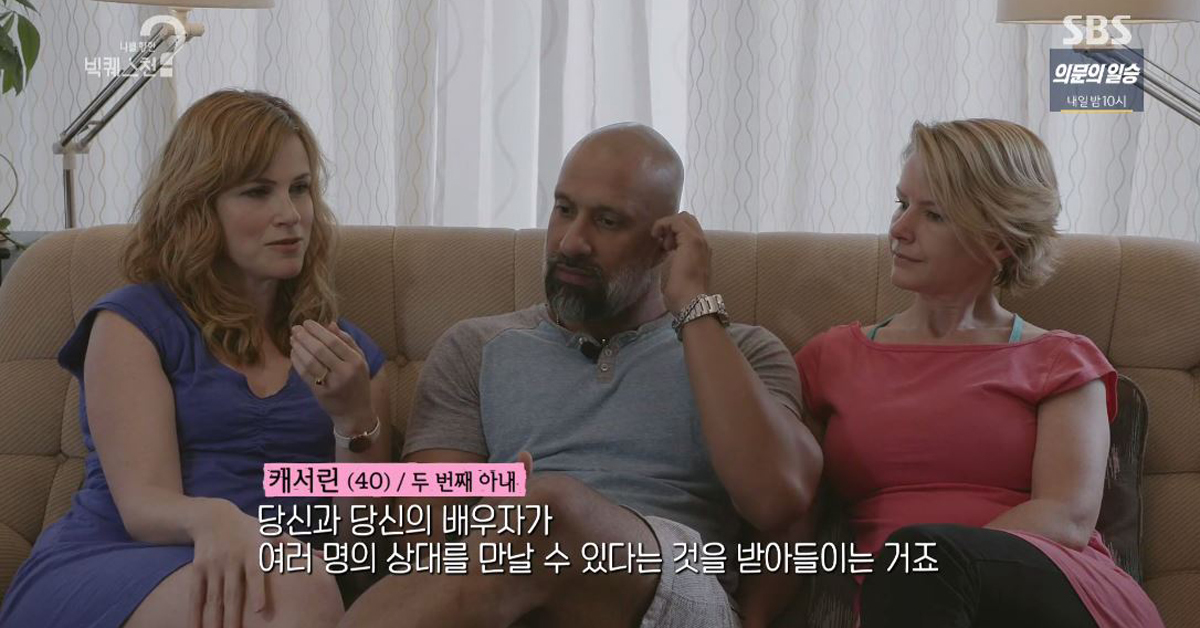 나를 향한
빅퀘스천?
SBS
의문의 일승
내일 밤 10시
캐서린 (40) / 두 번째 아내
당신과 당신의 배우자가
여러 명의 상대를 만날 수 있다는 것을 받아들이는 거죠